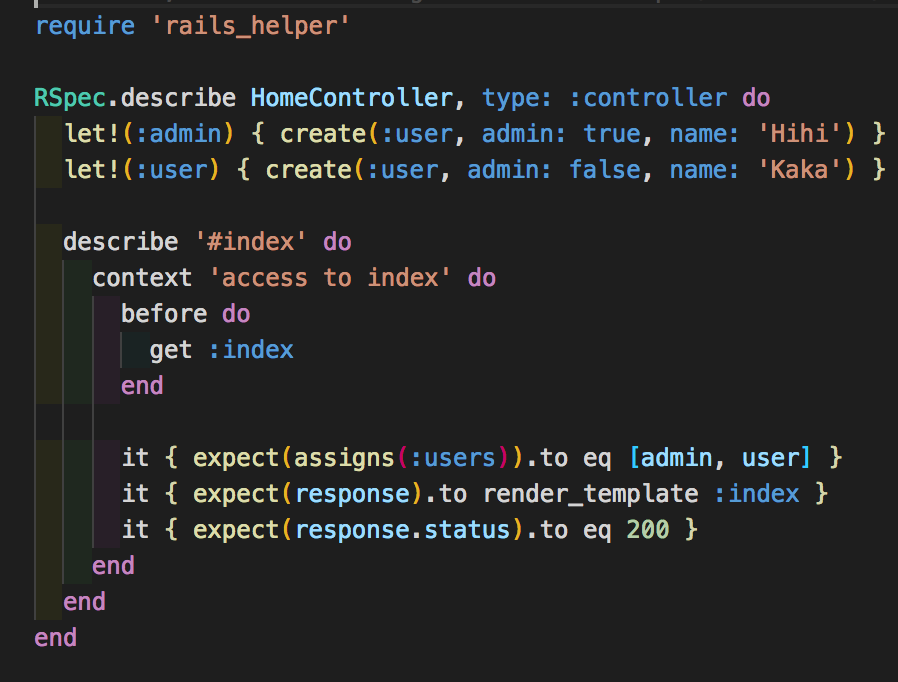 require 'rails_helper'
RSpec.describe HomeController, type: :controller do
let!(:admin) { create(:user, admin: true, name: 'Hihi') }
let!(:user) { create(:user, admin: false, name: 'Kaka') }
describe '#index' do
context 'access to index' do
before do
get :index
end
it { expect(assigns(:users)).to eq [admin, user] }
it { expect(response).to render_template :index }
it { expect(response.status).to eq 200 }
end
end
end